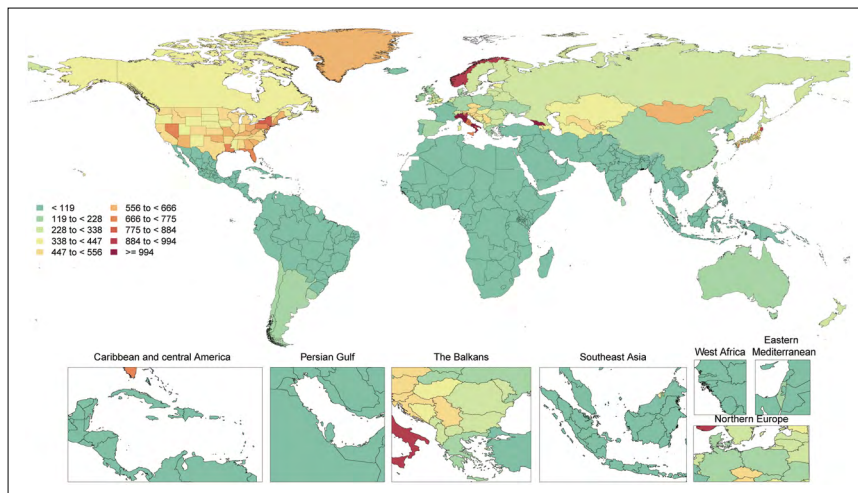 < 119
119 to < 228
228 to < 338
338 to < 447
447 to < 556
556 to < 666
666 to < 775
775 to < 884
884 to < 994
>= 994
Caribbean and central America
Persian Gulf
The Balkans
Southeast Asia
West Africa
Eastern
Mediterranean
Northern Europe